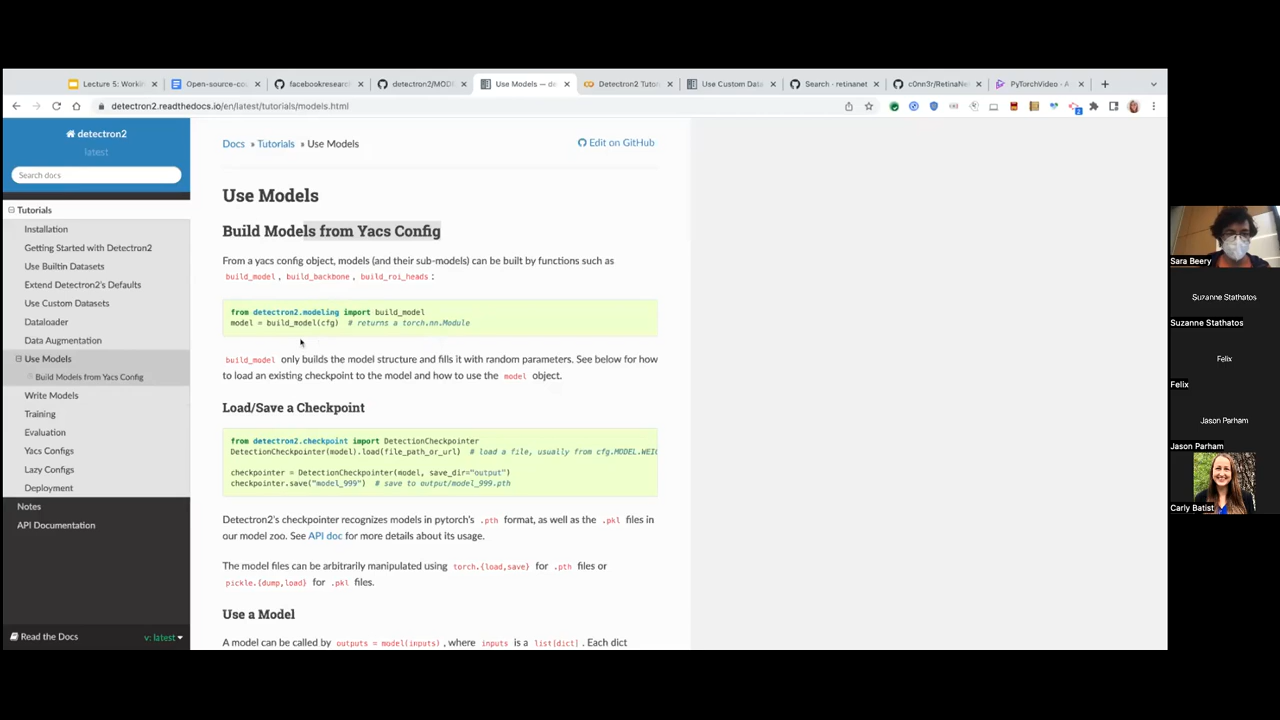 Lecture 5: Workin
Open-source-co
facebookresearch
detectron2/MODE
Use Models — de
Detectron2 Tutor
Use Custom Data
Search - retinanet
c0nm3r/RetinaNe
PyTorchVideo · A
detectron2.readthedocs.io/en/latest/tutorials/models.html
detectron2
latest
Search docs
Tutorials
Installation
Getting Started with Detectron2
Use Builtin Datasets
Extend Detectron2's Defaults
Use Custom Datasets
Dataloader
Data Augmentation
Use Models
Build Models from Yacs Config
Write Models
Training
Evaluation
Yacs Configs
Lazy Configs
Deployment
Notes
API Documentation
Read the Docs
v: latest
Docs » Tutorials » Use Models
Edit on GitHub
Use Models
Build Models from Yacs Config
From a yacs config object, models (and their sub-models) can be built by functions such as
build_model, build_backbone, build_roi_heads:
from detectron2.modeling import build_model
model = build_model(cfg) # returns a torch.nn.Module
build_model only builds the model structure and fills it with random parameters. See below for how
to load an existing checkpoint to the model and how to use the model object.
Load/Save a Checkpoint
from detectron2.checkpoint import DetectionCheckpointer
DetectionCheckpointer(model).load(file_path_or_url) # load a file, usually from cfg.MODEL.WEIG
checkpointer = DetectionCheckpointer(model, save_dir="output")
checkpointer.save("model_999") # save to output/model_999.pth
Detectron2's checkpointer recognizes models in pytorch's .pth format, as well as the .pkl files in
our model zoo. See API doc for more details about its usage.
The model files can be arbitrarily manipulated using torch.{load,save} for .pth files or
pickle.{dump,load} for .pkl files.
Use a Model
A model can be called by outputs = model(inputs), where inputs is a list[dict]. Each dict
Sara Beery
Suzanne Stathatos
Suzanne Stathatos
Felix
Felix
Jason Parham
Jason Parham
Carly Batist